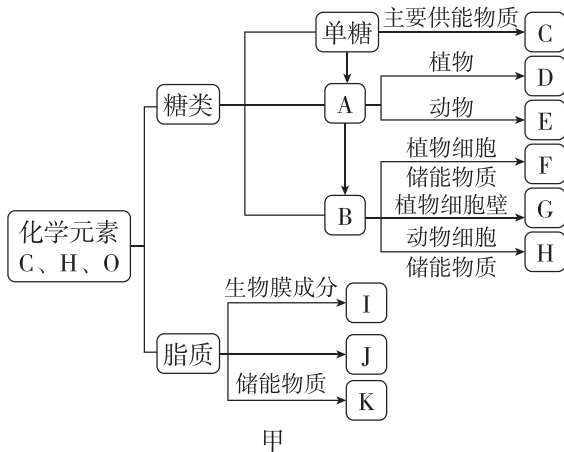 单糖
主要供能物质
C
植物
D
糖类
A
动物
E
植物细胞
储能物质
F
B
植物细胞壁
G
动物细胞
储能物质
H
化学元素
C、H、O
生物膜成分
I
脂质
J
储能物质
K
甲